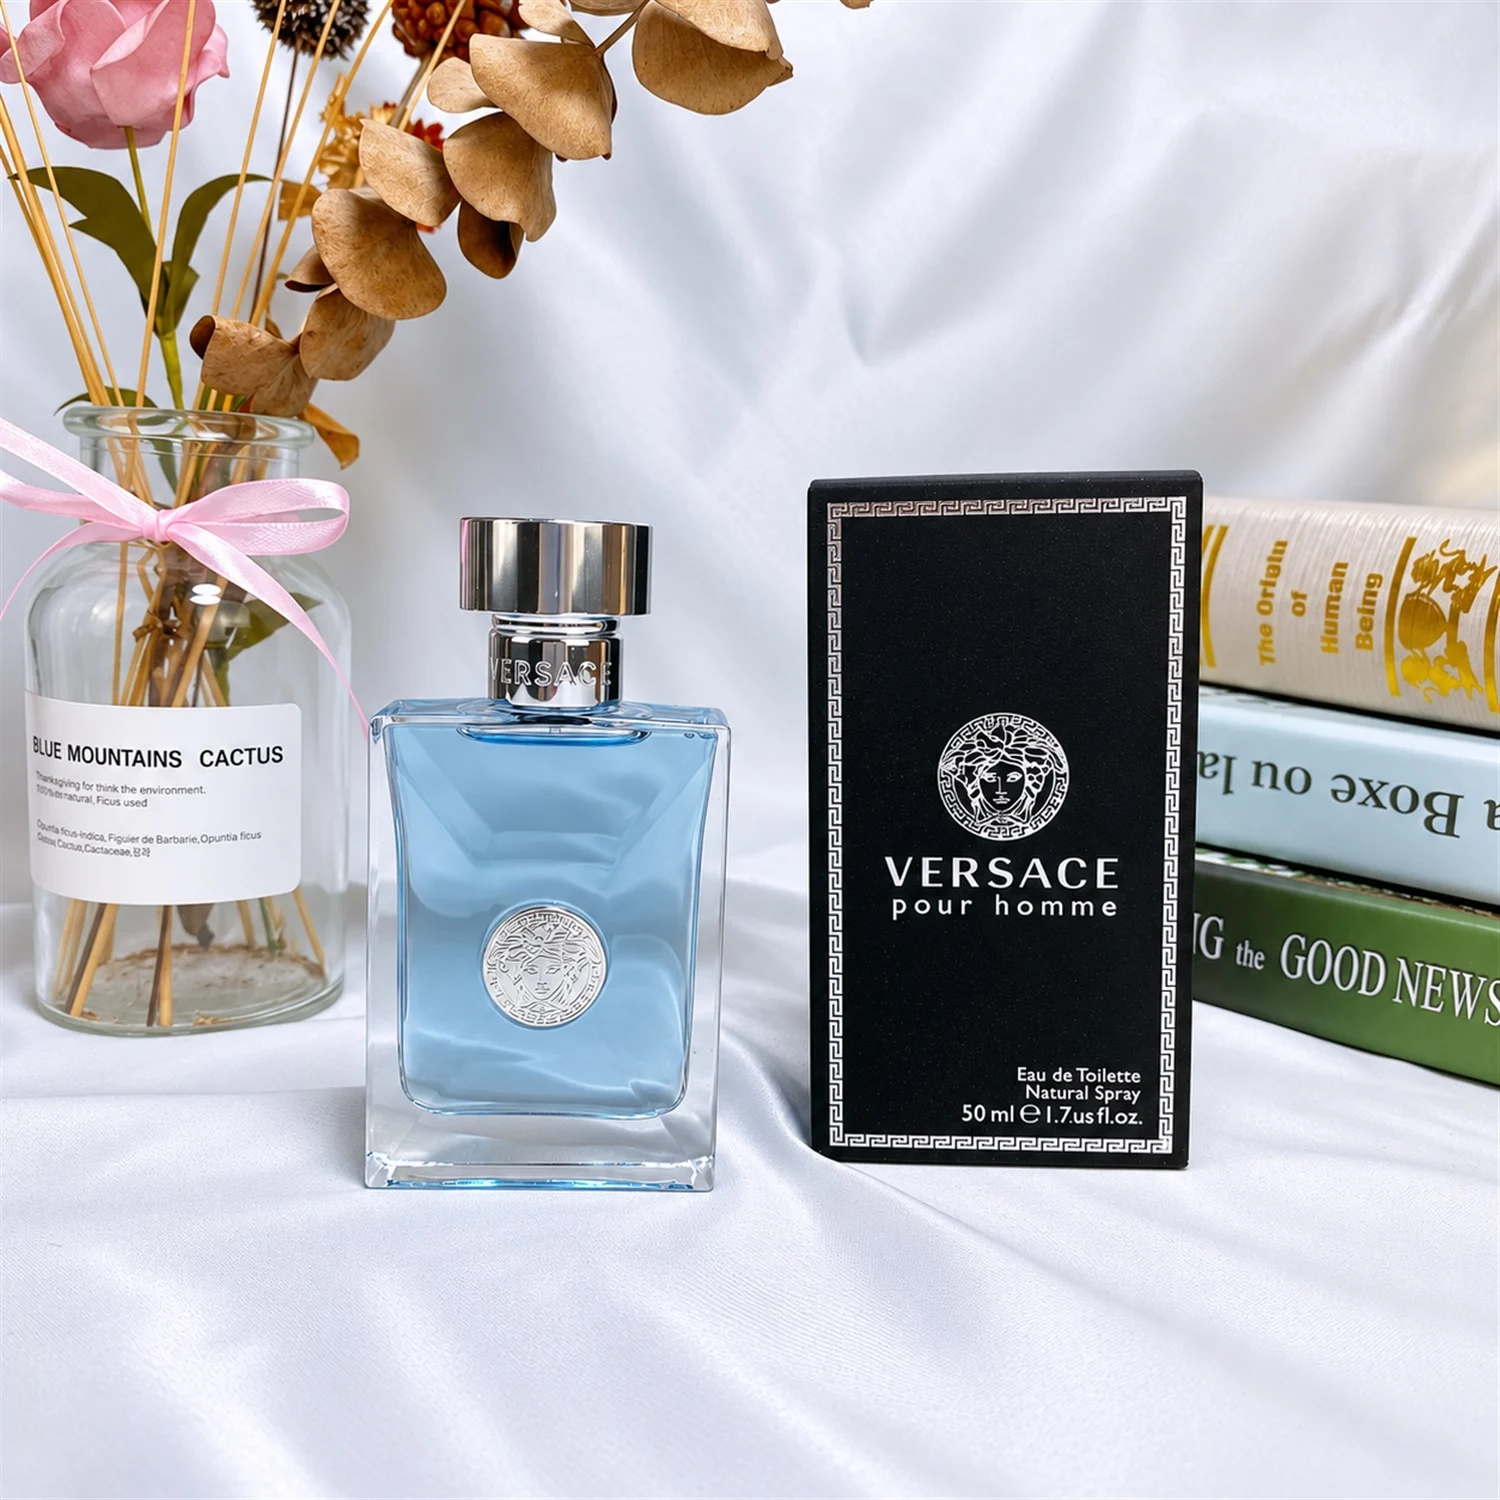 BLUE MOUNTAINS CACTUS
Thanksgiving for think the environment.
natural, Ficus used
Opuntia ficus-indica, Figuier de Barbarie, Opuntia ficus
Cactus, Cactaceae,
VERSACE
VERSACE
pour homme
Eau de Toilette
Natural Spray
50 ml ℮ 1.7.us fl.oz.
The Origin
of
Human
Being
a Boxe ou la
NG the GOOD NEWS